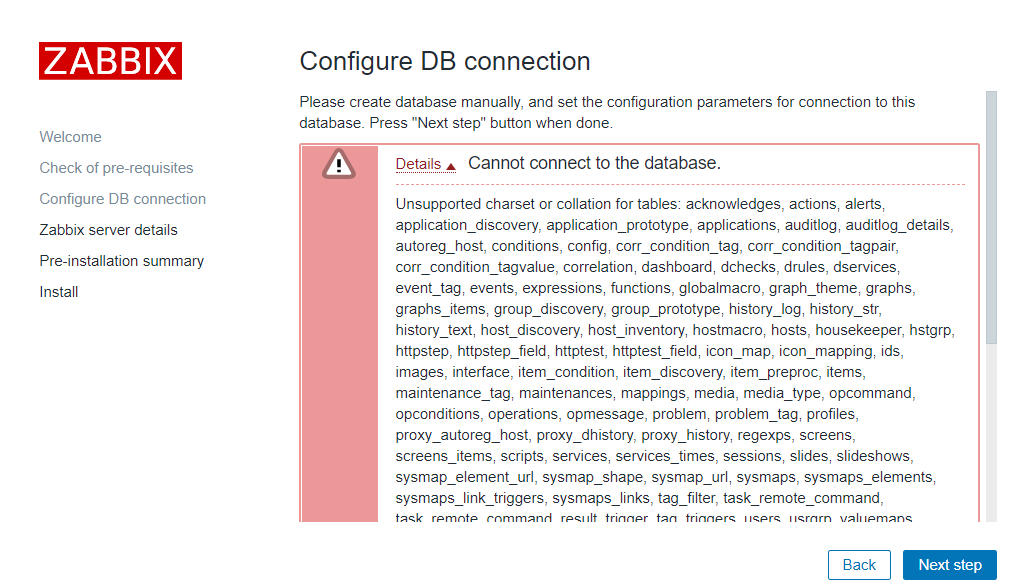 ZABBIX
Welcome
Check of pre-requisites
Configure DB connection
Zabbix server details
Pre-installation summary
Install
Configure DB connection
Please create database manually, and set the configuration parameters for connection to this
database. Press "Next step" button when done.
Details Cannot connect to the database.
Unsupported charset or collation for tables: acknowledges, actions, alerts,
application_discovery, application_prototype, applications, auditlog, auditlog_details,
autoreg_host, conditions, config, corr_condition_tag, corr_condition_tagpair,
corr_condition_tagvalue, correlation, dashboard, dchecks, drules, dservices,
event_tag, events, expressions, functions, globalmacro, graph_theme, graphs,
graphs_items, group_discovery, group_prototype, history_log, history_str,
history_text, host_discovery, host_inventory, hostmacro, hosts, housekeeper, hstgrp,
httpstep, httpstep_field, httptest, httptest_field, icon_map, icon_mapping, ids,
images, interface, item_condition, item_discovery, item_preproc, items,
maintenance_tag, maintenances, mappings, media, media_type, opcommand,
opconditions, operations, opmessage, problem, problem_tag, profiles,
proxy_autoreg_host, proxy_dhistory, proxy_history, regexps, screens,
screens_items, scripts, services, services_times, sessions, slides, slideshows,
sysmap_element_url, sysmap_shape, sysmap_url, sysmaps, sysmaps_elements,
sysmaps_link_triggers, sysmaps_links, tag_filter, task_remote_command,
task_remote_command_result, trigger_tag, triggers, users, usrgrp, valuemaps,
Back
Next step